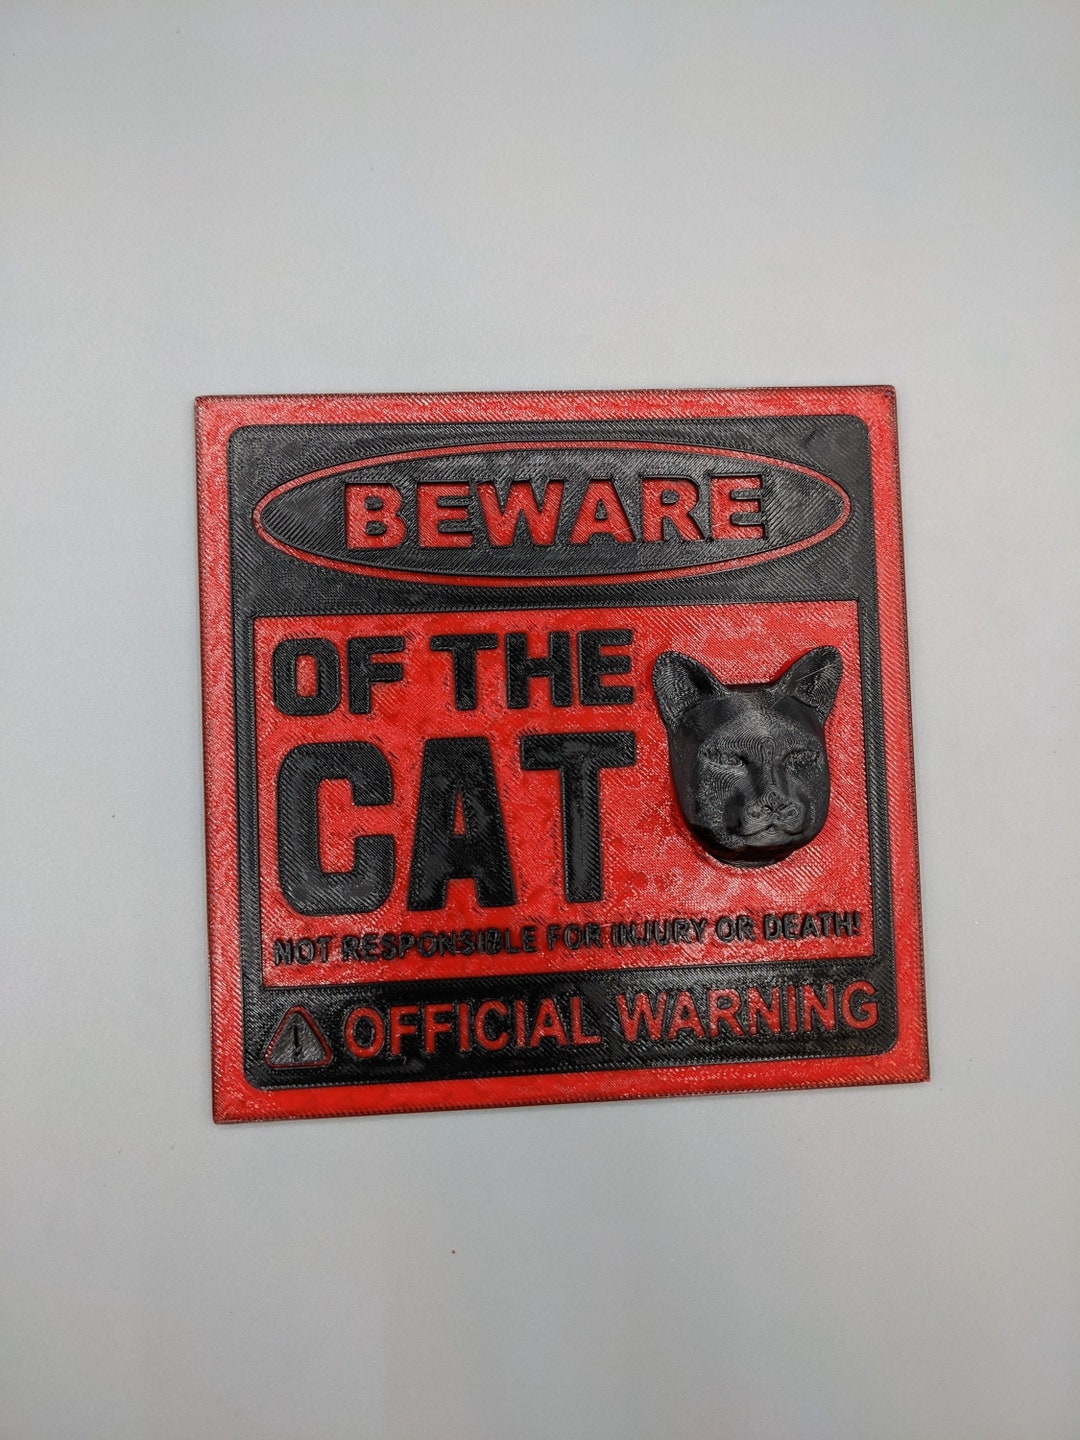 BEWARE
OF THE
CAT
NOT RESPONSIBLE FOR INJURY OR DEATH!
! OFFICIAL WARNING